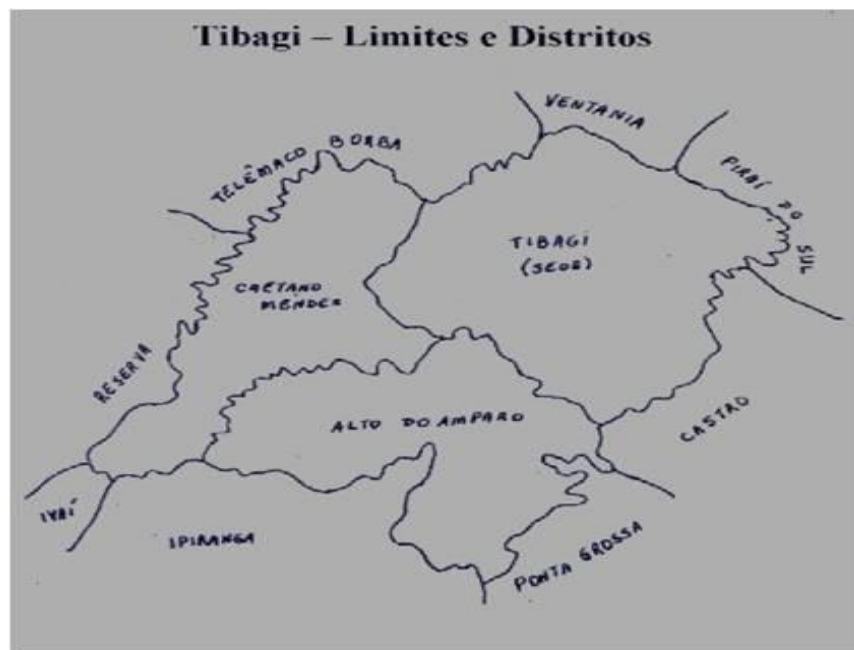 Tibagi – Limites e Distritos
VENTANIA
TELÊMACO BORBA
PIRAÍ DO SUL
TIBAGI
(SEDE)
CAETANO
MENDES
RESERVA
ALTO DO AMPARO
CASTRO
IVAÍ
IPIRANGA
PONTA GROSSA